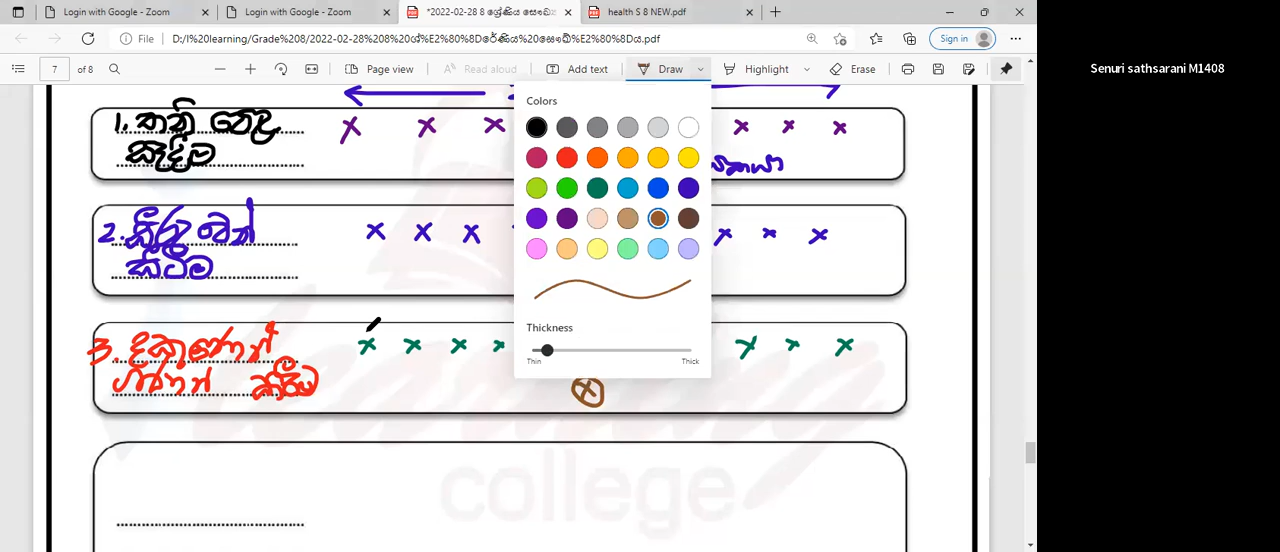 Login with Google - Zoom
Login with Google - Zoom
*2022-02-28 8 ශ්‍රේණිය සෞඛ්‍ය
health S 8 NEW.pdf
File
D:/I%20learning/Grade%208/2022-02-28%208%20ශ්%E2%80%8Dරේණිය%20සෞඛ්%E2%80%8Dය.pdf
Sign in
7 of 8
Page view
Read aloud
Add text
Draw
Highlight
Erase
Senuri sathsarani M1408
Colors
Thickness
Thin
Thick
1. තනි පෙළ
සෑදීම
2. සීරුවෙන්
සිටීම
3.
college